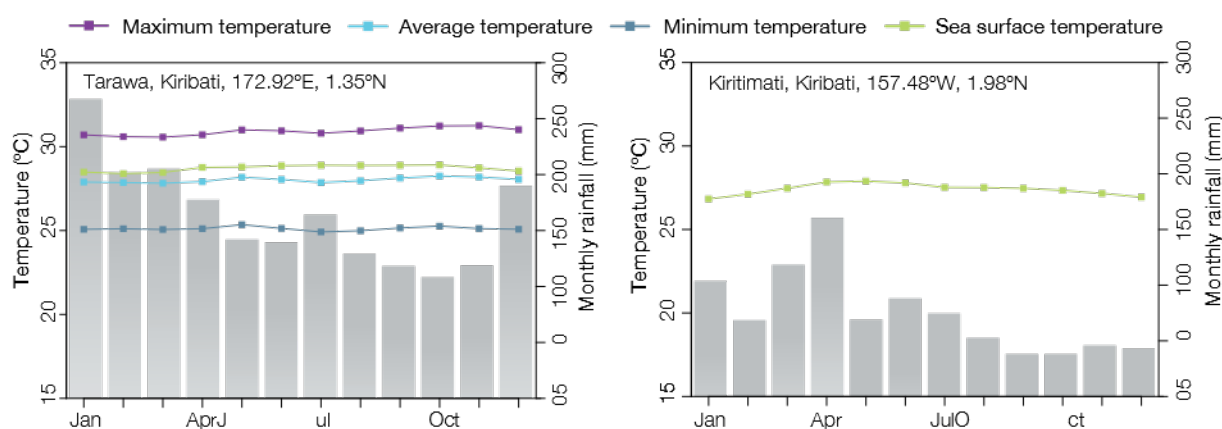 Maximum temperature Average temperature Minimum temperature Sea surface temperature
Tarawa, Kiribati, 172.92ºE, 1.35ºN
Temperature (ºC)
35
30
25
20
15
Monthly rainfall (mm)
300
250
200
150
100
0
05
Jan AprJ ul Oct
Kiritimati, Kiribati, 157.48ºW, 1.98ºN
Temperature (ºC)
35
30
25
20
15
Monthly rainfall (mm)
300
250
200
150
100
0
05
Jan Apr JulO ct